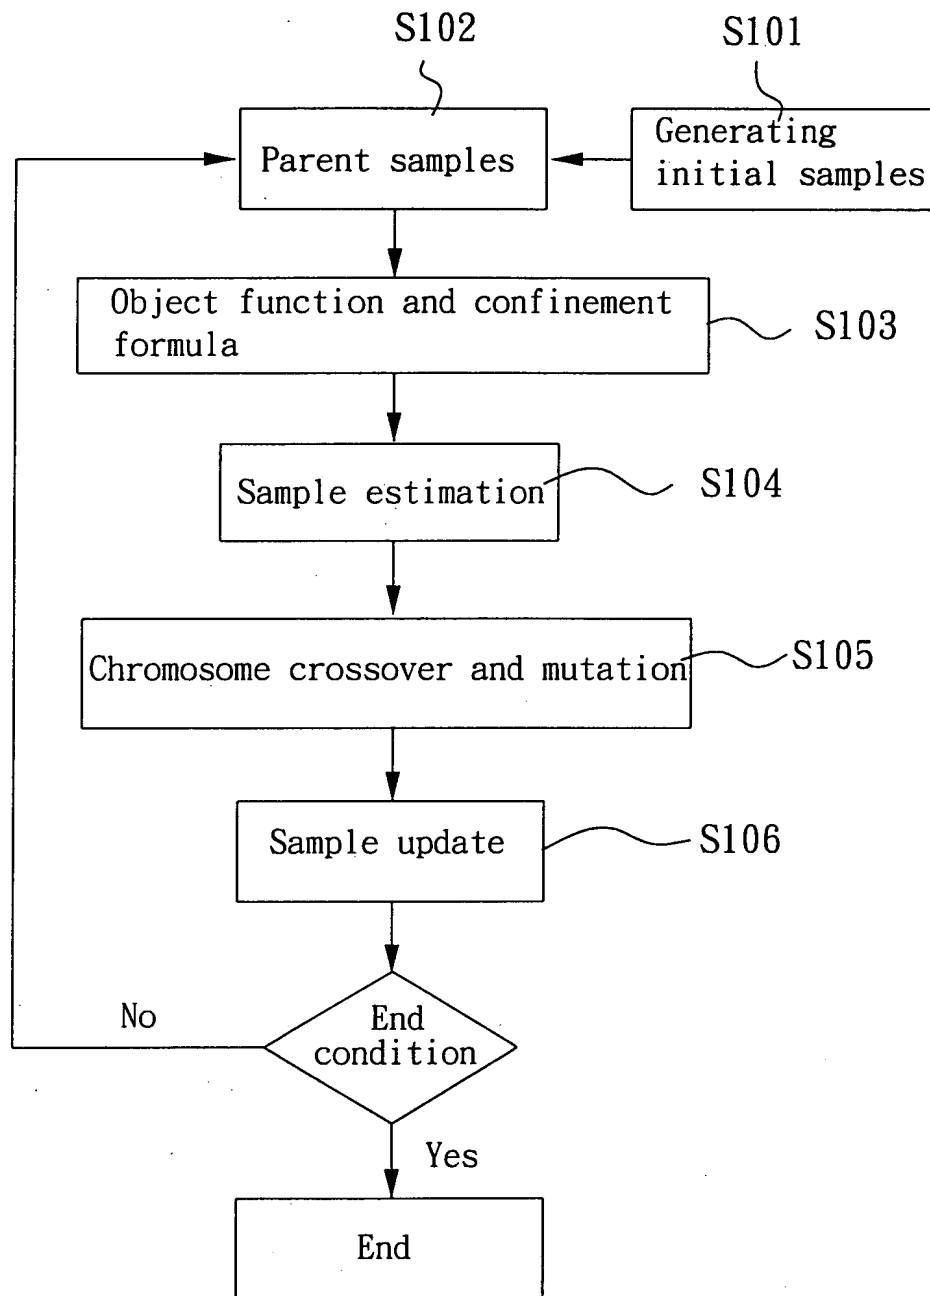 S102
S101
Parent samples
Generating
initial samples
Object function and confinement
formula
S103
Sample estimation
S104
Chromosome crossover and mutation
S105
Sample update
S106
No
End
condition
Yes
End